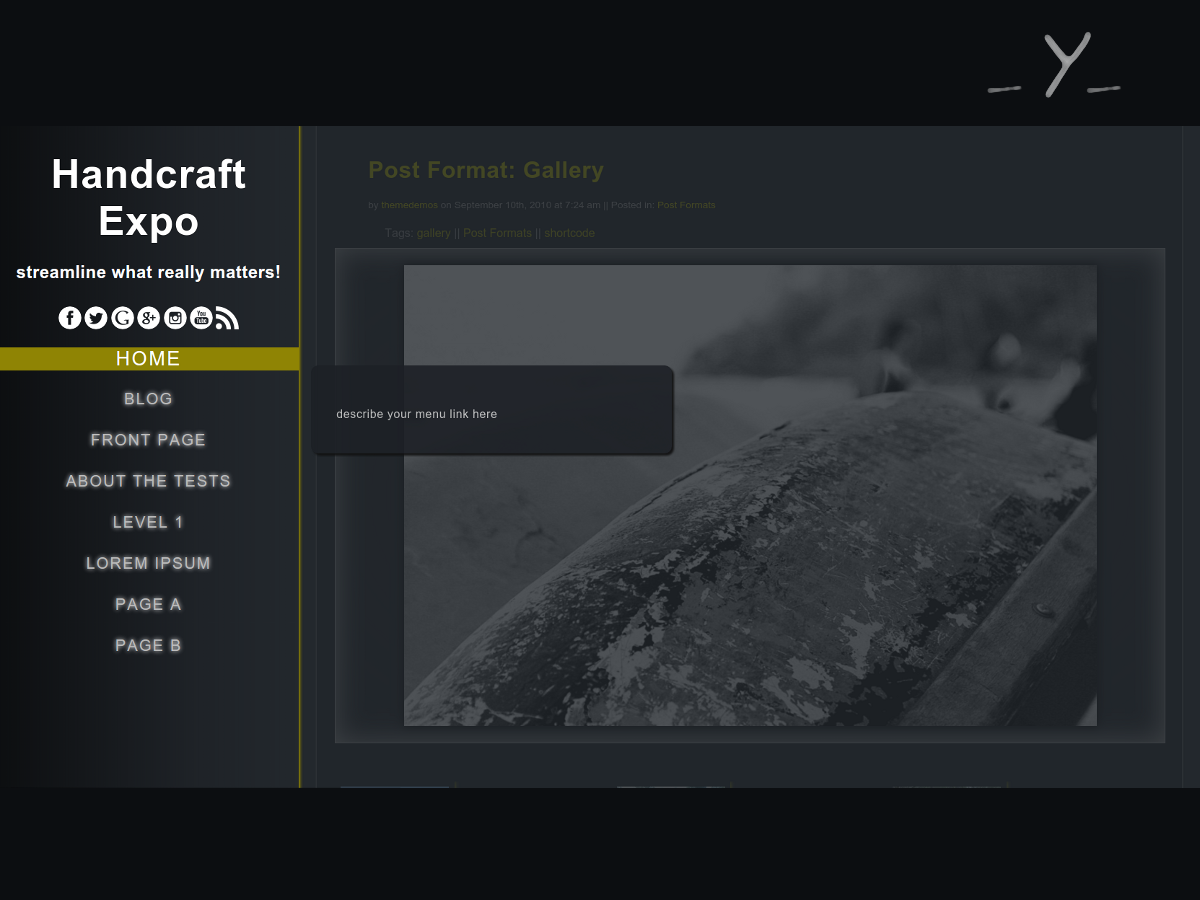 _ Y _
Handcraft
Expo
streamline what really matters!
HOME
BLOG
FRONT PAGE
ABOUT THE TESTS
LEVEL 1
LOREM IPSUM
PAGE A
PAGE B
Post Format: Gallery
by themedemos on September 10th, 2010 at 7:24 am || Posted in: Post Formats
Tags: gallery || Post Formats || shortcode
describe your menu link here